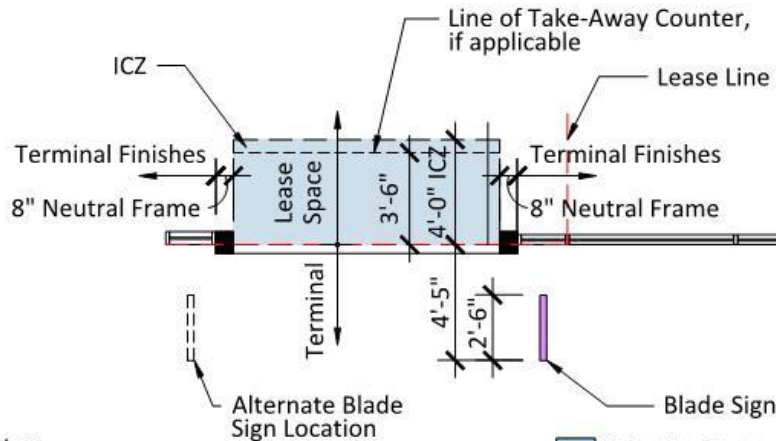 Line of Take-Away Counter,
if applicable
ICZ
Lease Line
Terminal Finishes
Terminal Finishes
8" Neutral Frame
8" Neutral Frame
Lease
Space
3'-6"
4'-0" ICZ
Terminal
4'-5"
2'-6"
Alternate Blade
Sign Location
Blade Sign